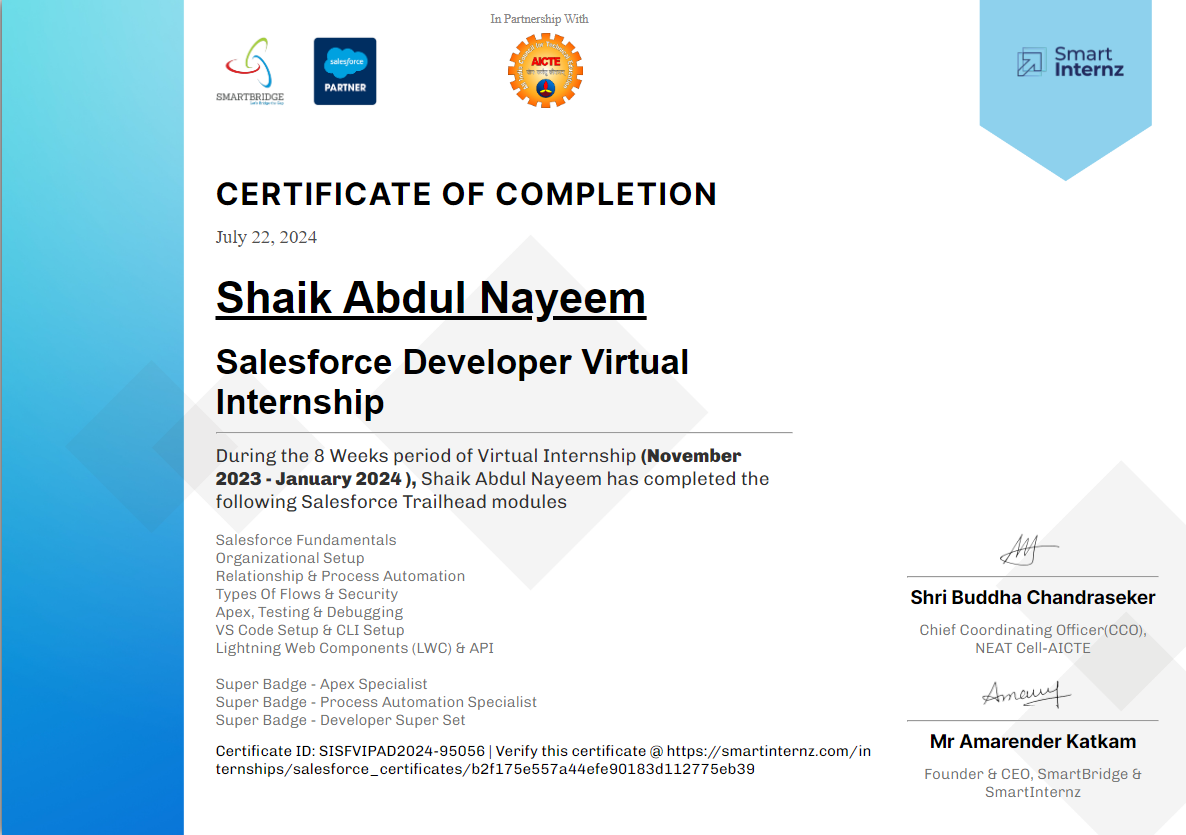 In Partnership With
SMARTBRIDGE
salesforce
PARTNER
AICTE
Smart
Internz
CERTIFICATE OF COMPLETION
July 22, 2024
Shaik Abdul Nayeem
Salesforce Developer Virtual
Internship
During the 8 Weeks period of Virtual Internship (November
2023 - January 2024 ), Shaik Abdul Nayeem has completed the
following Salesforce Trailhead modules
Salesforce Fundamentals
Organizational Setup
Relationship & Process Automation
Types Of Flows & Security
Apex, Testing & Debugging
VS Code Setup & CLI Setup
Lightning Web Components (LWC) & API
Super Badge - Apex Specialist
Super Badge - Process Automation Specialist
Super Badge - Developer Super Set
Certificate ID: SISFVIPAD2024-95056 | Verify this certificate @ https://smartinternz.com/in
ternships/salesforce_certificates/b2f175e557a44efe90183d112775eb39
Shri Buddha Chandraseker
Chief Coordinating Officer(CCO),
NEAT Cell-AICTE
Mr Amarender Katkam
Founder & CEO, SmartBridge &
SmartInternz